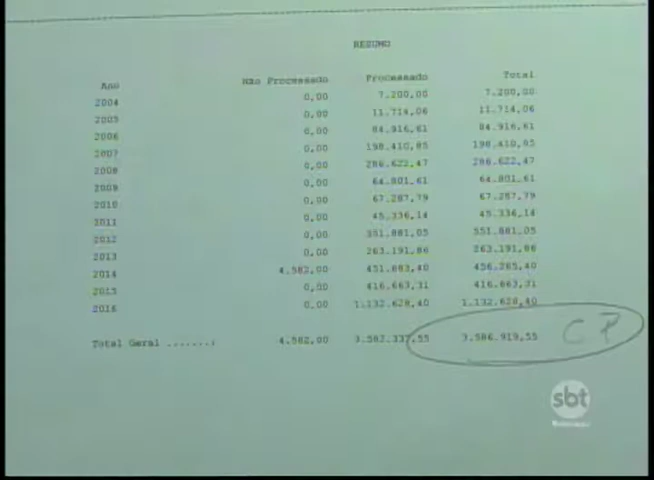 RESUMO
Ano Não Processado Processado Total
2004 0,00 7.200,00 7.200,00
2005 0,00 11.714,06 11.714,06
2006 0,00 84.916,61 84.916,61
2007 0,00 198.410,85 198.410,85
2008 0,00 286.622,47 286.622,47
2009 0,00 64.801,61 64.801,61
2010 0,00 67.287,79 67.287,79
2011 0,00 45.336,14 45.336,14
2012 0,00 551.881,05 551.881,05
2013 0,00 263.191,86 263.191,86
2014 4.582,00 451.683,40 456.265,40
2015 0,00 416.663,31 416.663,31
2016 0,00 1.132.628,40 1.132.628,40
Total Geral .......: 4.582,00 3.582.337,55 3.586.919,55 CP
sbt